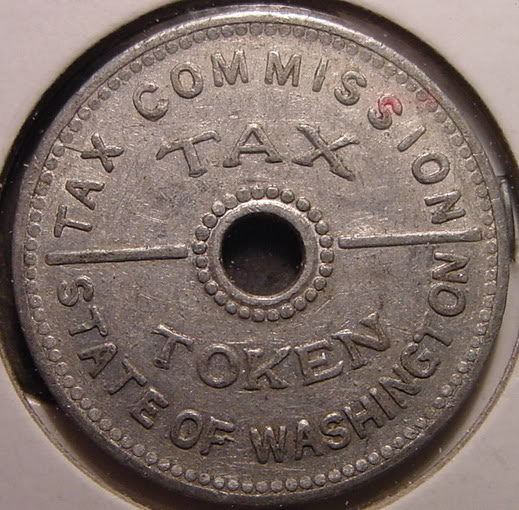 TAX COMMISSION
TAX
TOKEN
STATE OF WASHINGTON